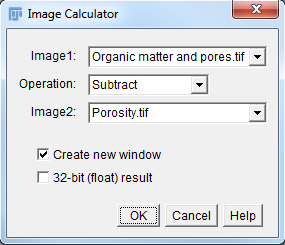 Image Calculator
Image1: Organic matter and pores.tif
Operation: Subtract
Image2: Porosity.tif
Create new window
32-bit (float) result
OK Cancel Help